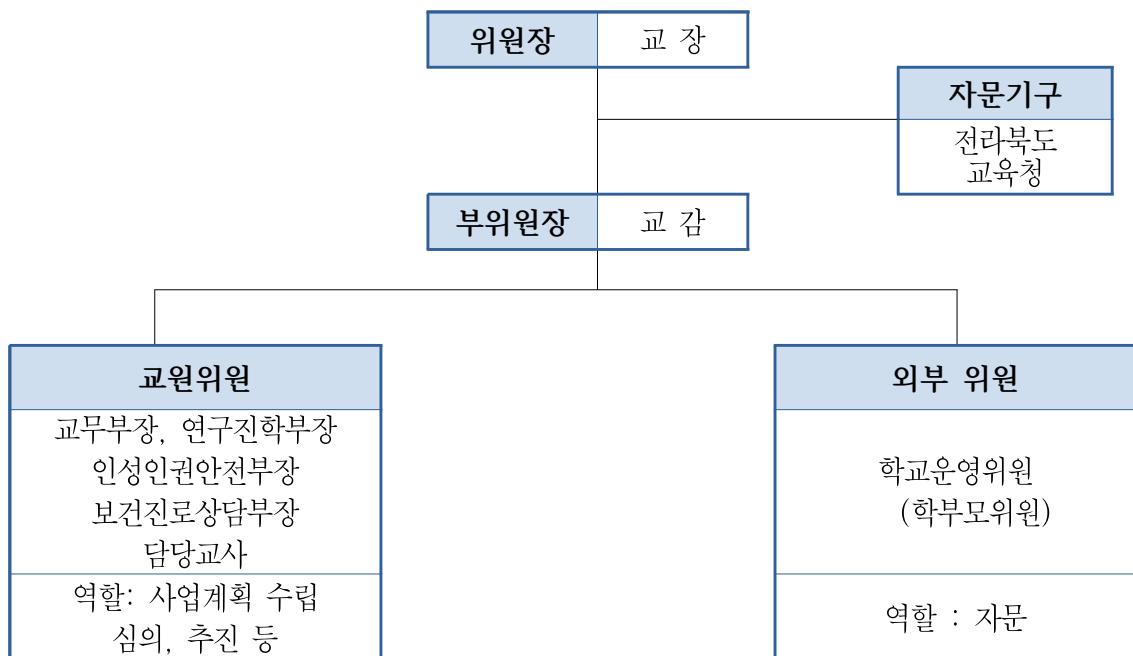 위원장 교 장
자문기구
전라북도
교육청
부위원장 교 감
교원위원
교무부장, 연구진학부장
인성인권안전부장
보건진로상담부장
담당교사
역할: 사업계획 수립
심의, 추진 등
외부 위원
학교운영위원
(학부모위원)
역할 : 자문